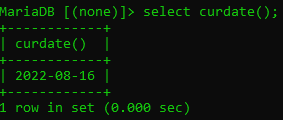 MariaDB [(none)]> select curdate();
+------------+
| curdate()  |
+------------+
| 2022-08-16 |
+------------+
1 row in set (0.000 sec)